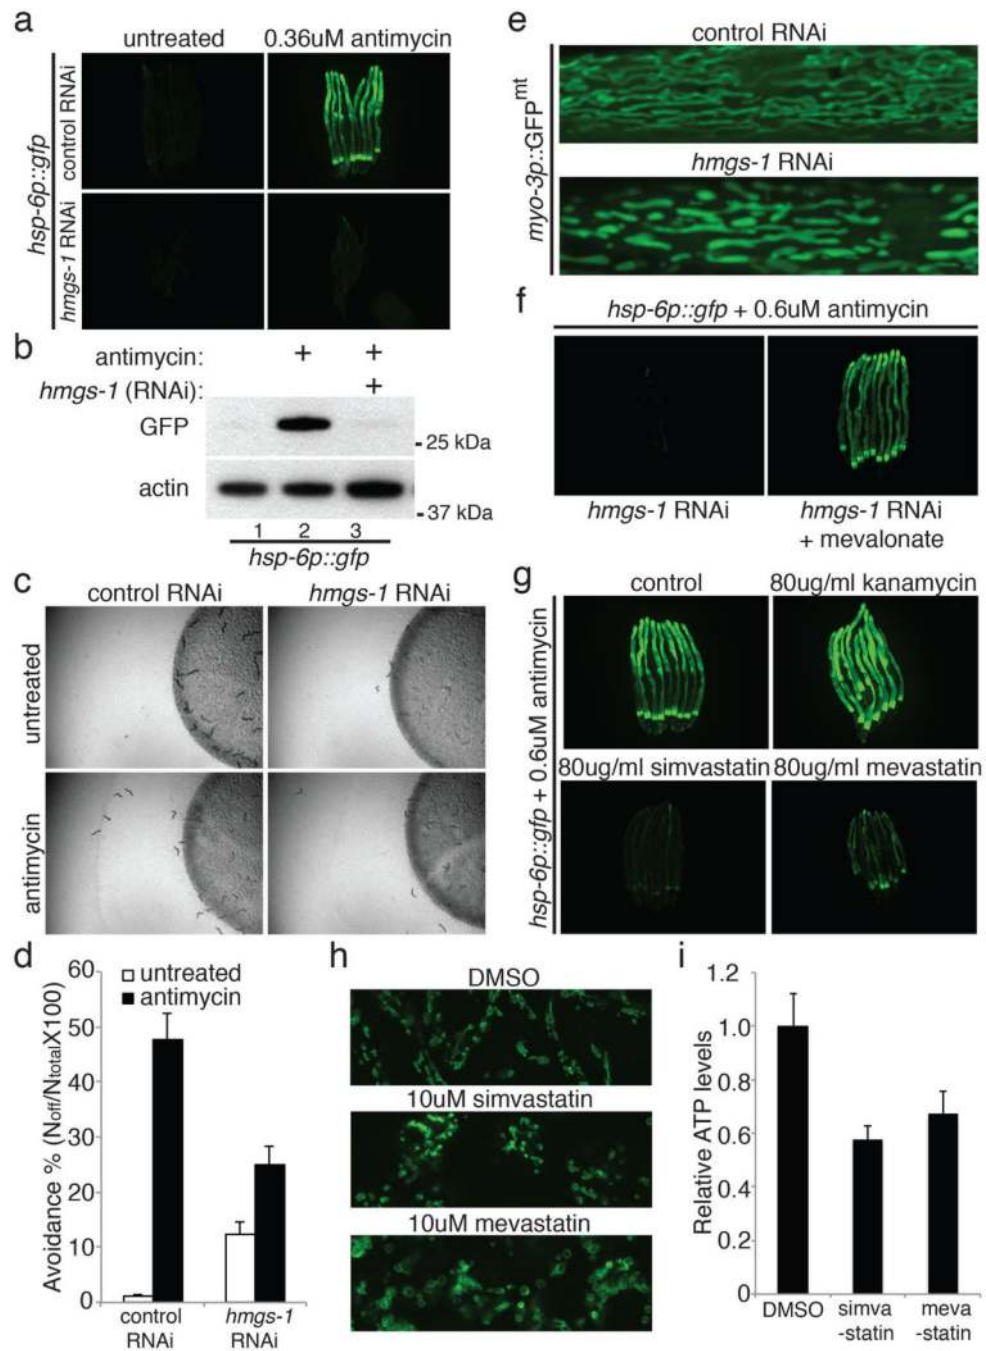 a
untreated
0.36uM antimycin
hsp-6p::gfp
control RNAi
hmgs-1 RNAi
b
antimycin: + +
hmgs-1 (RNAi): +
GFP
- 25 kDa
actin
- 37 kDa
1 2 3
hsp-6p::gfp
c
control RNAi
hmgs-1 RNAi
untreated
antimycin
d
Avoidance % (Noff/NtotalX100)
60
50
40
30
20
10
0
untreated
antimycin
control RNAi
hmgs-1 RNAi
e
control RNAi
myo-3p::GFPmt
hmgs-1 RNAi
f
hsp-6p::gfp + 0.6uM antimycin
hmgs-1 RNAi
hmgs-1 RNAi
+ mevalonate
g
hsp-6p::gfp + 0.6uM antimycin
control
80ug/ml kanamycin
80ug/ml simvastatin
80ug/ml mevastatin
h
DMSO
10uM simvastatin
10uM mevastatin
i
Relative ATP levels
1.2
1.0
0.8
0.6
0.4
0.2
0
DMSO
simva
-statin
meva
-statin